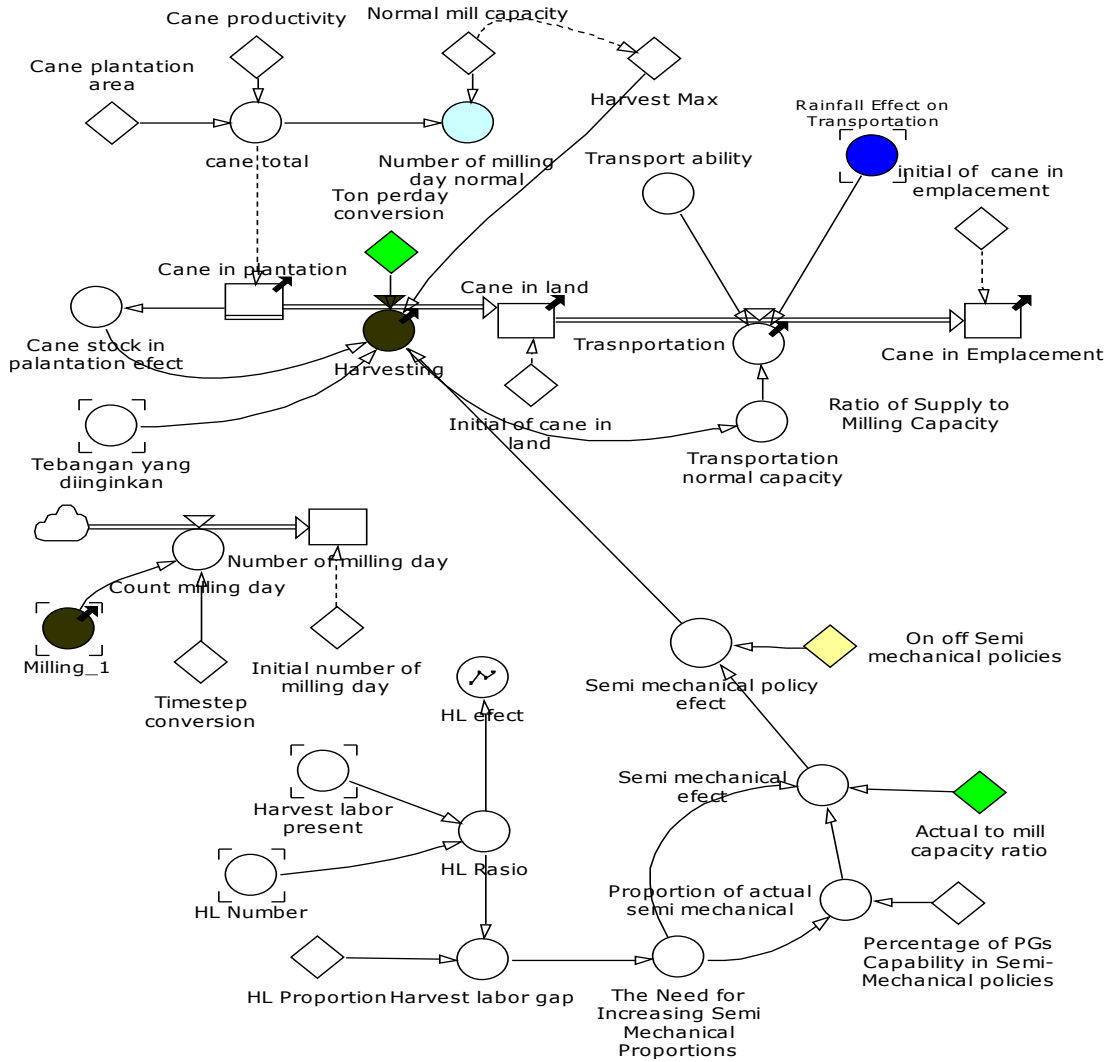 Cane productivity
Normal mill capacity
Cane plantation
area
Harvest Max
Rainfall Effect on
Transportation
cane total
Number of milling
day normal
Transport ability
initial of  cane in
emplacement
Ton perday
conversion
Cane in plantation
Cane in land
Cane stock in
palantation efect
Harvesting
Trasnportation
Cane in Emplacement
Initial of cane in
land
Ratio of Supply to
Milling Capacity
Tebangan yang
diinginkan
Transportation
normal capacity
Number of milling day
Count milling day
Milling_1
Timestep
conversion
Initial number of
milling day
On off Semi
mechanical policies
Semi mechanical policy
efect
HL efect
Harvest labor
present
Semi mechanical
efect
Actual to mill
capacity ratio
HL Rasio
HL Number
Proportion of actual
semi mechanical
Percentage of PGs
Capability in Semi-
Mechanical policies
HL Proportion
Harvest labor gap
The Need for
Increasing Semi
Mechanical
Proportions